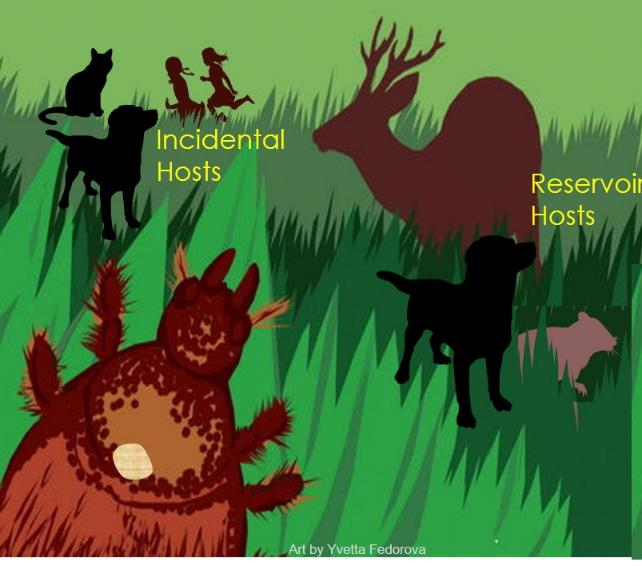 Incidental
Hosts
Reservoir
Hosts
Art by Yvetta Fedorova